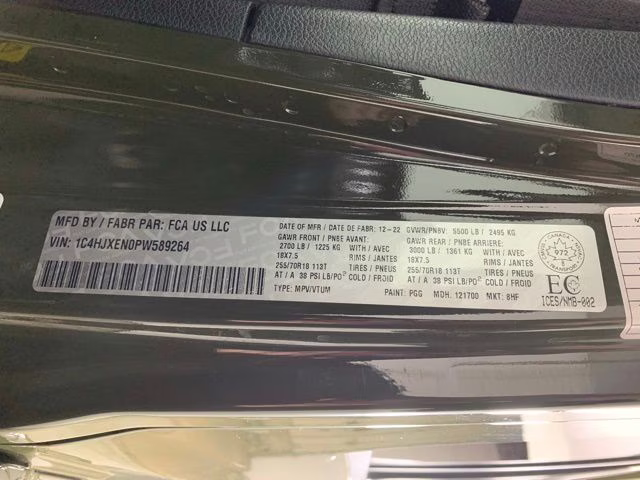 MFD BY / FABR PAR: FCA US LLC
VIN: 1C4HJXEN0PW589264
DATE OF MFR / DATE DE FABR: 12-22
GAWR FRONT / PNBE AVANT:
2700 LB / 1225 KG WITH / AVEC
18X7.5 RIMS / JANTES
255/70R18 113T TIRES / PNEUS
AT / A 38 PSI LB/PO² COLD / FROID
TYPE: MPV/VTUM
GVWR/PNBV: 5500 LB / 2495 KG
GAWR REAR / PNBE ARRIERE:
3000 LB / 1361 KG WITH / AVEC
18X7.5 RIMS / JANTES
255/70R18 113T TIRES / PNEUS
AT / A 38 PSI LB/PO² COLD / FROID
PAINT: PGG MDH: 121700 MKT: 8HF
CANADA
972
TRANSPORT
EC
ICES/NMB-002